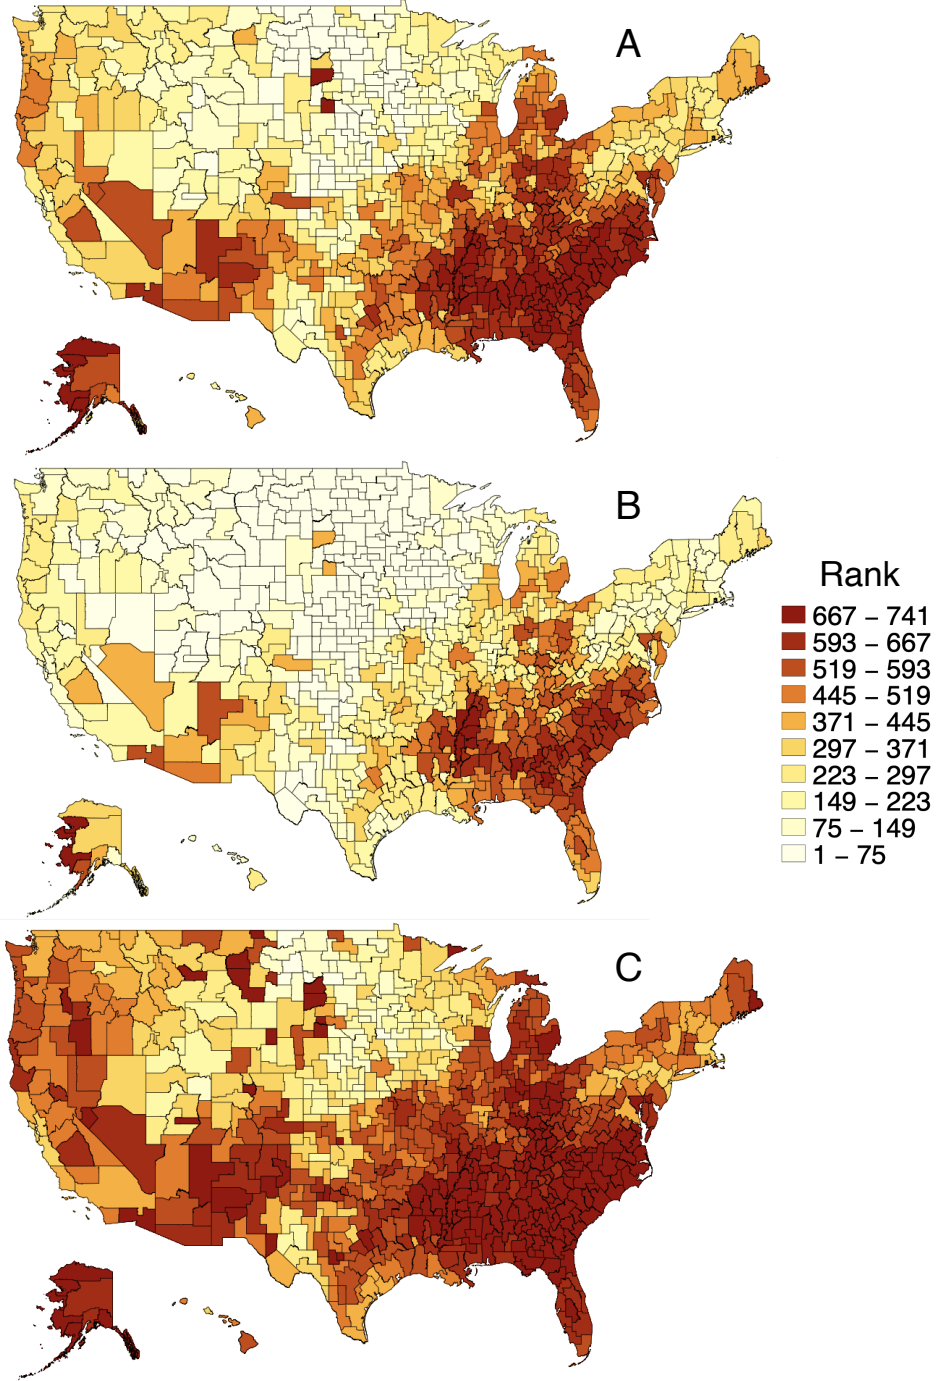 A
B
Rank
667 – 741
593 – 667
519 – 593
445 – 519
371 – 445
297 – 371
223 – 297
149 – 223
75 – 149
1 – 75
C